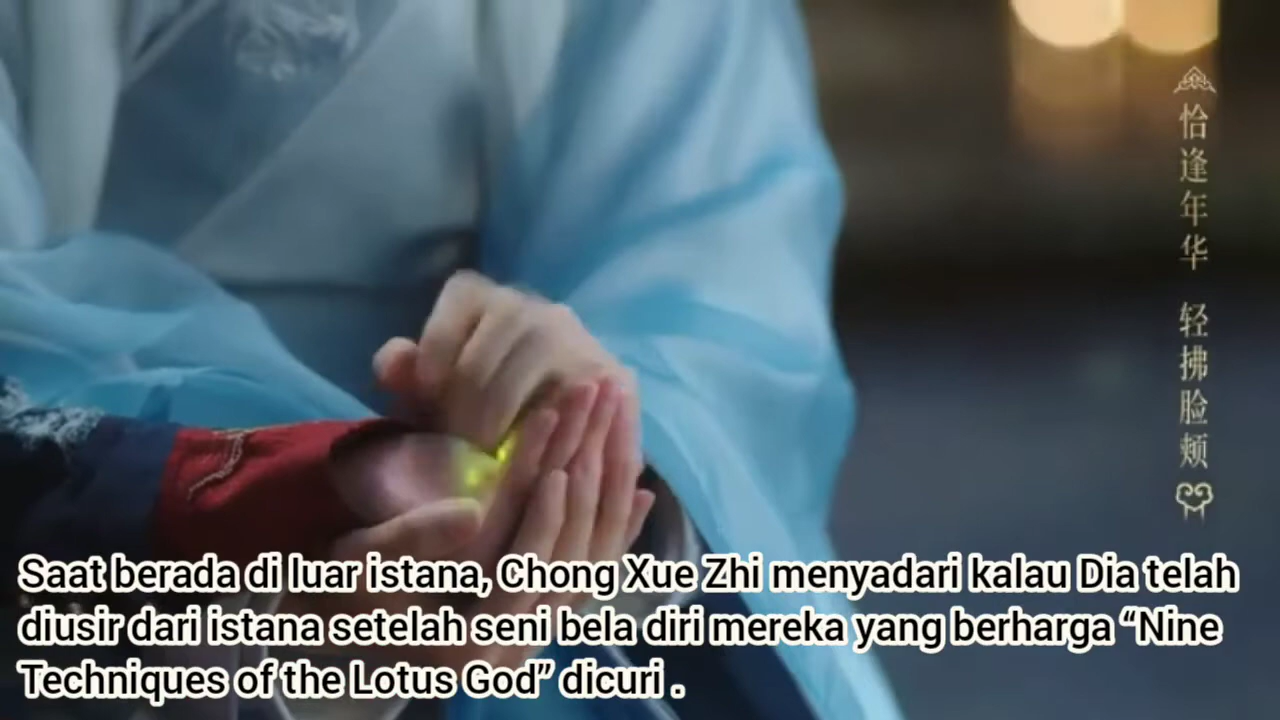 恰逢年华 轻拂脸颊
Saat berada di luar istana, Chong Xue Zhi menyadari kalau Dia telah
diusir dari istana setelah seni bela diri mereka yang berharga “Nine
Techniques of the Lotus God” dicuri .